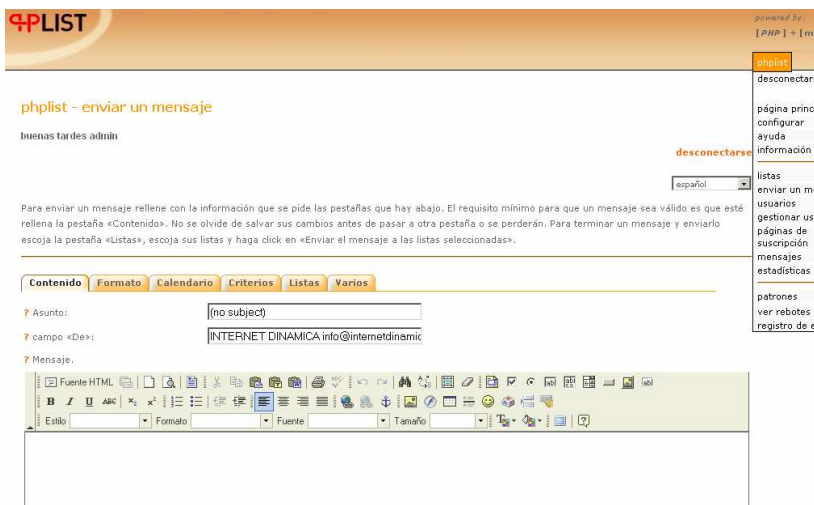 PLIST
powered by:
[ PHP ] + [ m
phplist
desconectar
página princ
configurar
ayuda
información
listas
enviar un m
usuarios
gestionar us
páginas de
suscripción
mensajes
estadísticas
patrones
ver rebotes
registro de e
phplist - enviar un mensaje
buenas tardes admin
desconectarse
español
Para enviar un mensaje rellene con la información que se pide las pestañas que hay abajo. El requisito mínimo para que un mensaje sea válido es que esté
rellena la pestaña «Contenido». No se olvide de salvar sus cambios antes de pasar a otra pestaña o se perderán. Para terminar un mensaje y enviarlo
escoja la pestaña «Listas», escoja sus listas y haga click en «Enviar el mensaje a las listas seleccionadas».
Contenido Formato Calendario Criterios Listas Varios
? Asunto: (no subject)
? campo «De»: INTERNET DINAMICA info@internetdinamic
? Mensaje.
Fuente HTML
B I U ABC x₂ x²
Estilo Formato Fuente Tamaño